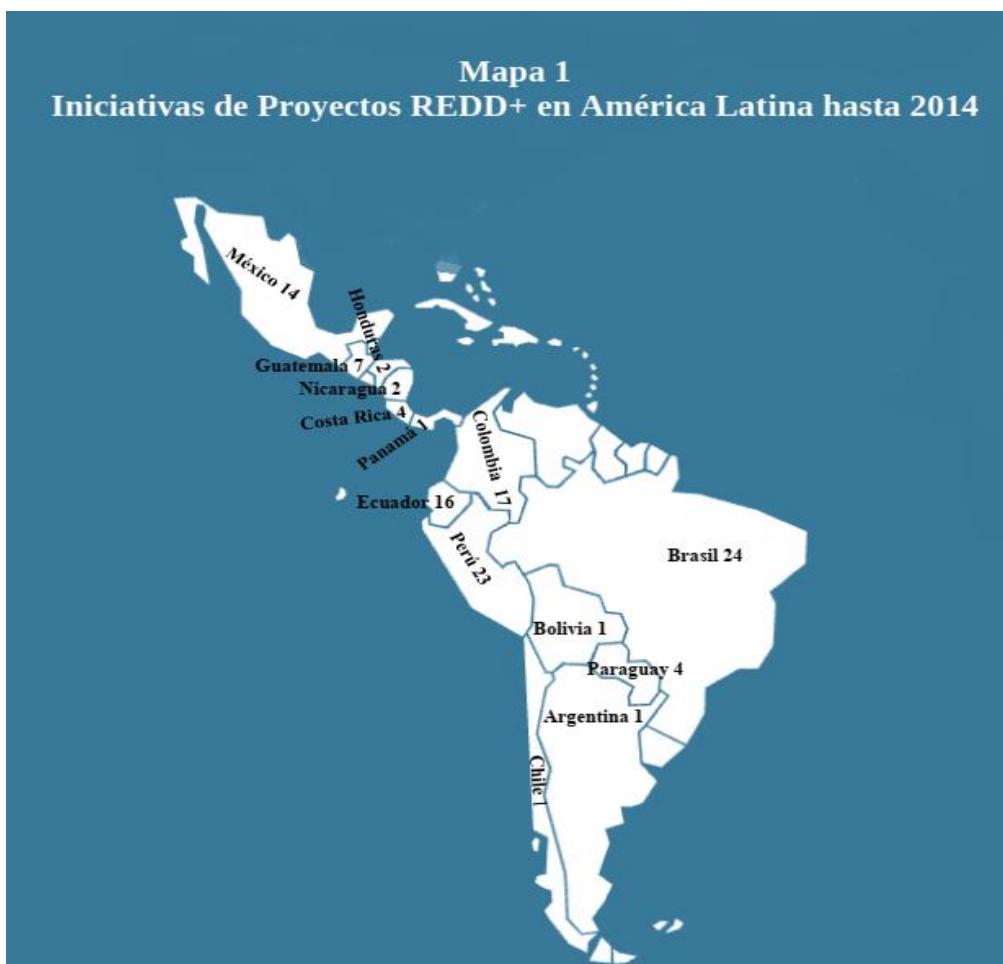 Mapa 1
Iniciativas de Proyectos REDD+ en América Latina hasta 2014
México 14
Honduras 2
Guatemala 7
Nicaragua 2
Costa Rica 4
Panamá 1
Colombia 17
Ecuador 16
Perú 23
Brasil 24
Bolivia 1
Paraguay 4
Argentina 1
Chile 1